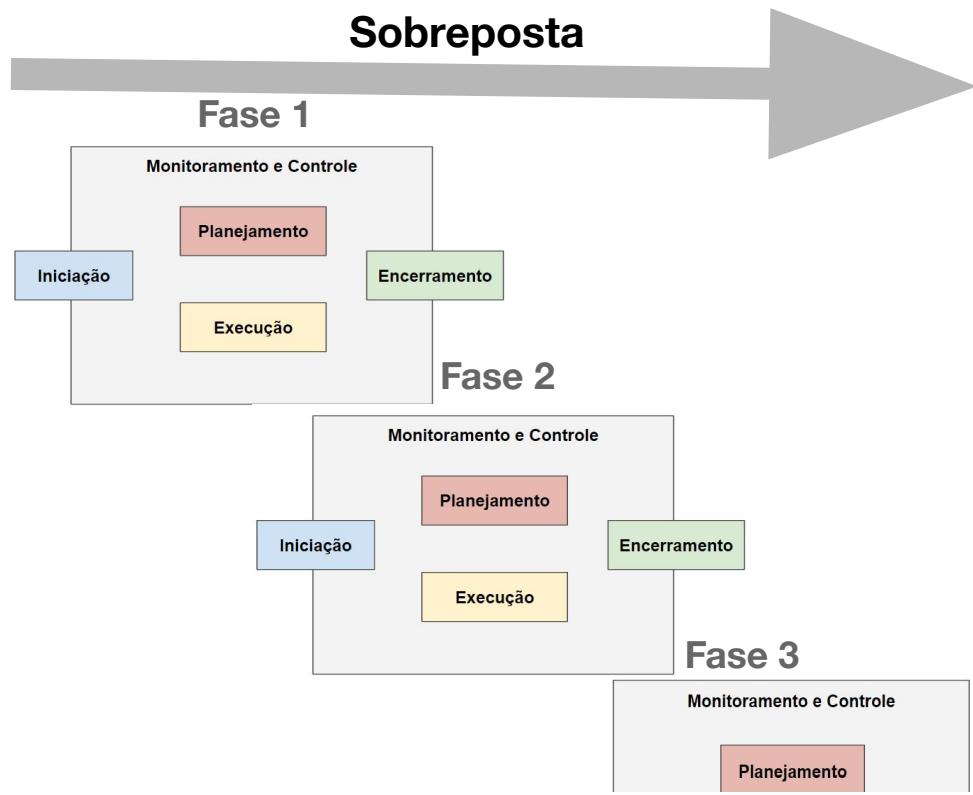 Sobreposta
Fase 1
Monitoramento e Controle
Planejamento
Iniciação
Encerramento
Execução
Fase 2
Monitoramento e Controle
Planejamento
Iniciação
Encerramento
Execução
Fase 3
Monitoramento e Controle
Planejamento